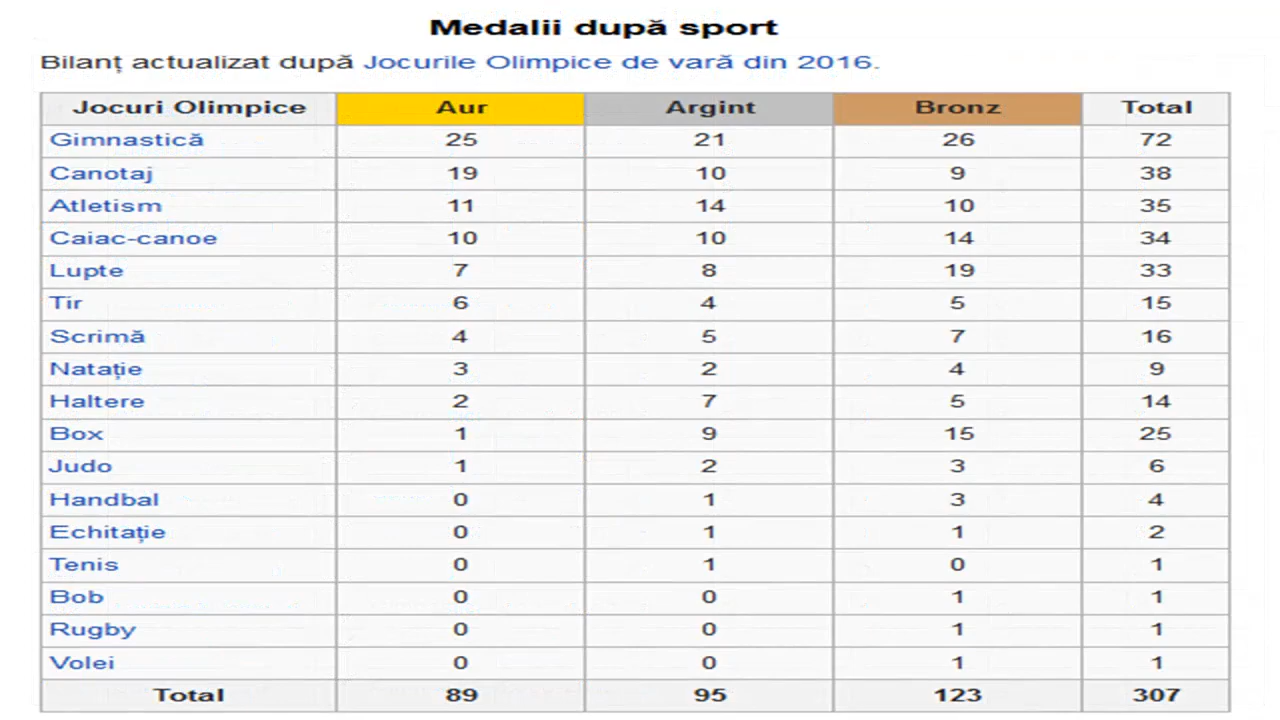 Medalii după sport
Bilanț actualizat după Jocurile Olimpice de vară din 2016.
Jocuri Olimpice Aur Argint Bronz Total
Gimnastică 25 21 26 72
Canotaj 19 10 9 38
Atletism 11 14 10 35
Caiac-canoe 10 10 14 34
Lupte 7 8 19 33
Tir 6 4 5 15
Scrimă 4 5 7 16
Natație 3 2 4 9
Haltere 2 7 5 14
Box 1 9 15 25
Judo 1 2 3 6
Handbal 0 1 3 4
Echitație 0 1 1 2
Tenis 0 1 0 1
Bob 0 0 1 1
Rugby 0 0 1 1
Volei 0 0 1 1
Total 89 95 123 307